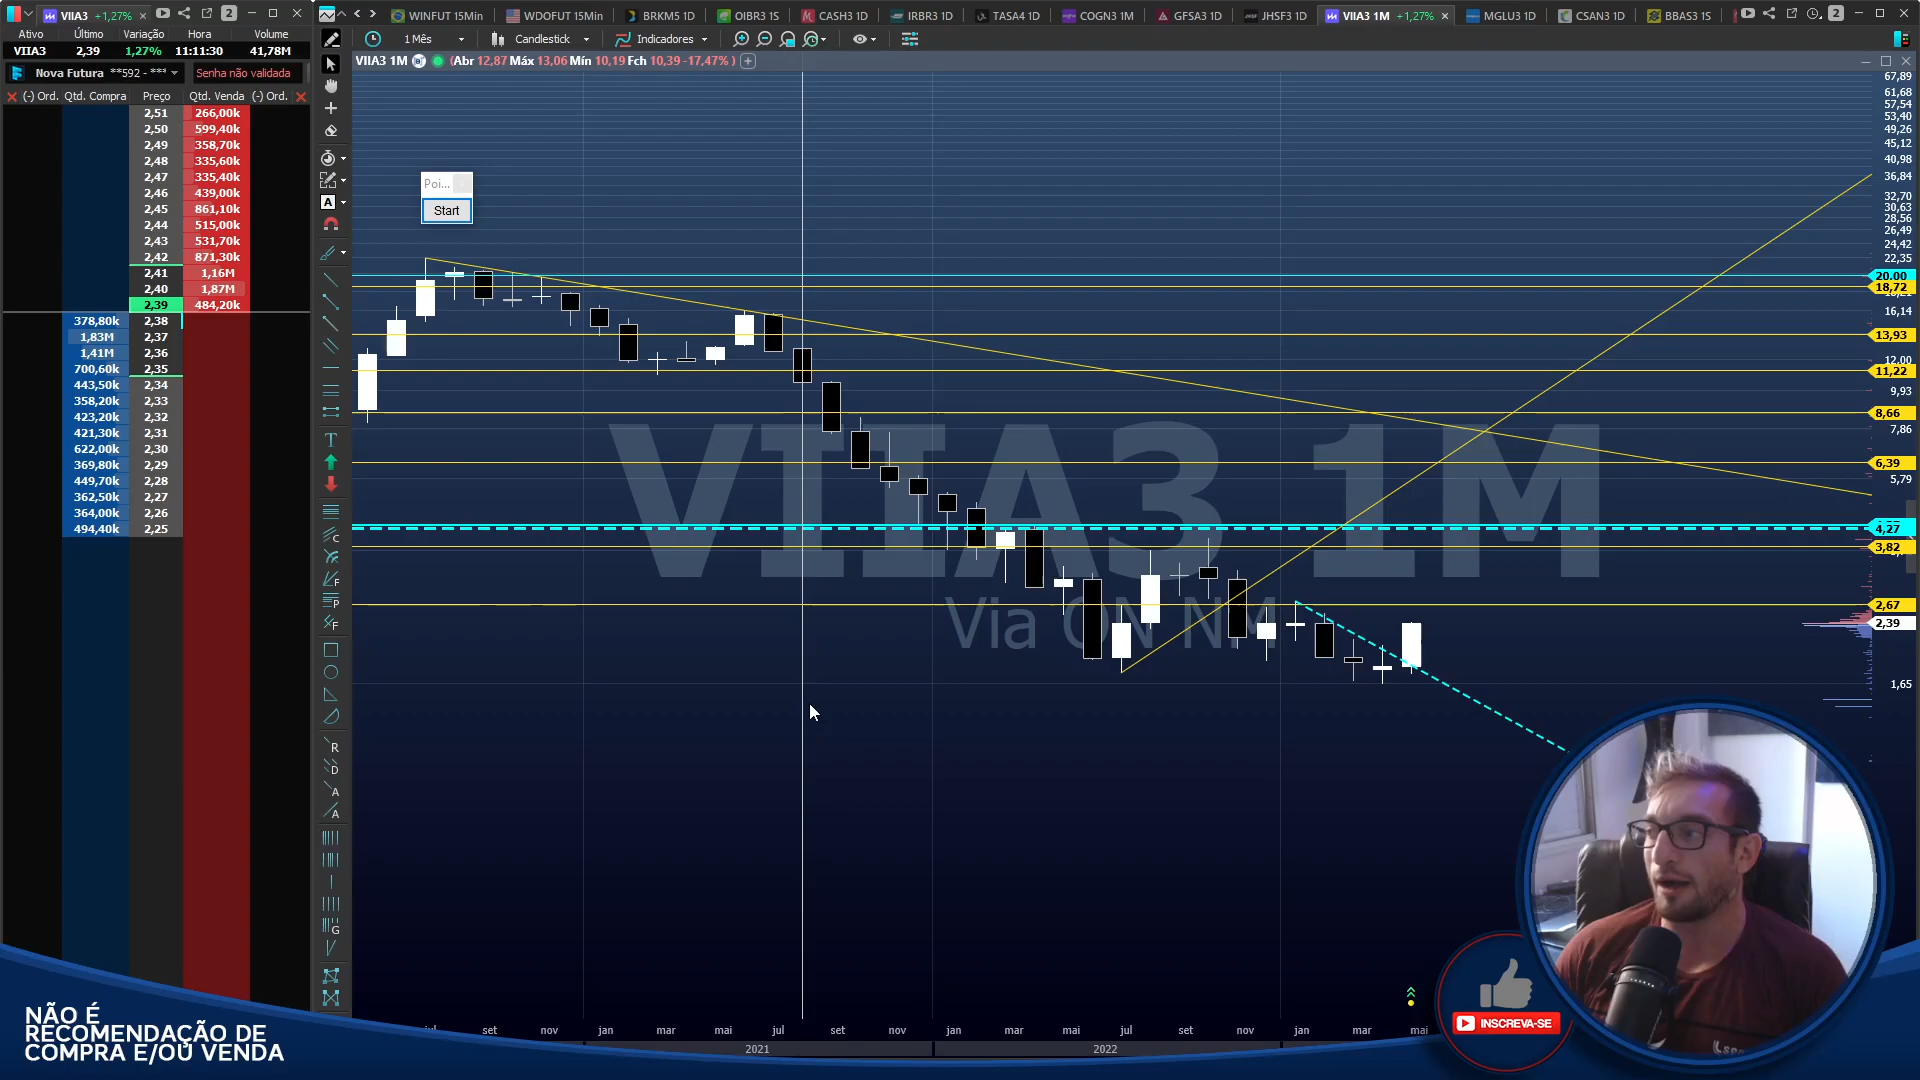 VIIA3 +1,27%
2
WINFUT 15Min
WDOFUT 15Min
BRKM5 1D
OIBR3 1S
CASH3 1D
IRBR3 1D
TASA4 1D
COGN3 1M
GFSA3 1D
JHSF3 1D
VIIA3 1M +1,27%
MGLU3 1D
CSAN3 1D
BBAS3 1S
2
Ativo Último Variação Hora Volume
VIIA3 2,39 1,27% 11:11:30 41,78M
Nova Futura **592 - *** Senha não validada
(-) Ord. Qtd. Compra Preço Qtd. Venda (-) Ord.
1 Mês Candlestick Indicadores
VIIA3 1M (Abr 12,87 Máx 13,06 Mín 10,19 Fch 10,39 -17,47% )
2,51 266,00k
2,50 599,40k
2,49 358,70k
2,48 335,60k
2,47 335,40k
2,46 439,00k
2,45 861,10k
2,44 515,00k
2,43 531,70k
2,42 871,30k
2,41 1,16M
2,40 1,87M
2,39 484,20k
378,80k 2,38
1,83M 2,37
1,41M 2,36
700,60k 2,35
443,50k 2,34
358,20k 2,33
423,20k 2,32
421,30k 2,31
622,00k 2,30
369,80k 2,29
449,70k 2,28
362,50k 2,27
364,00k 2,26
494,40k 2,25
Poi...
Start
VIIA3 1M
Via ON NM
67,89
61,68
57,54
53,40
49,26
45,12
40,98
36,84
32,70
30,63
28,56
26,49
24,42
22,35
20,00
18,72
16,14
13,93
12,00
11,22
9,93
8,66
7,86
6,39
5,79
4,27
3,82
2,67
2,39
1,65
jul set nov jan mar mai jul set nov jan mar mai jul set nov jan mar mai
2021 2022
NÃO É
RECOMENDAÇÃO DE
COMPRA E/OU VENDA
INSCREVA-SE